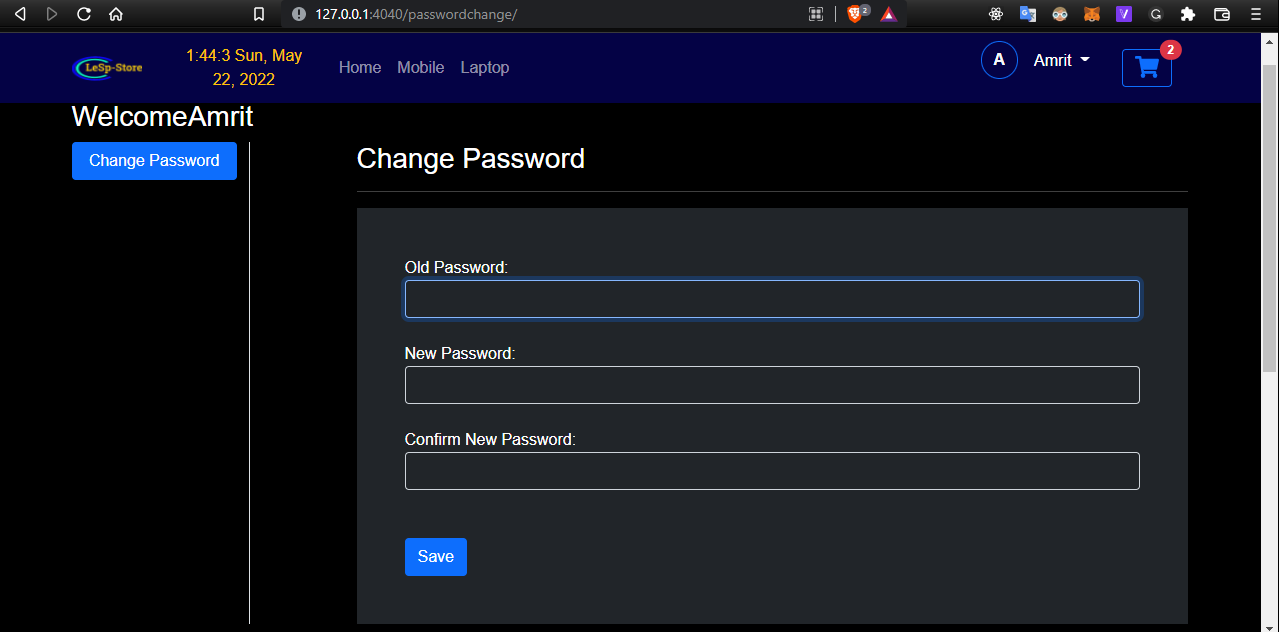 127.0.0.1:4040/passwordchange/
2
LeSp-Store
1:44:3 Sun, May
22, 2022
Home
Mobile
Laptop
A
Amrit
2
WelcomeAmrit
Change Password
Change Password
Old Password:
New Password:
Confirm New Password:
Save